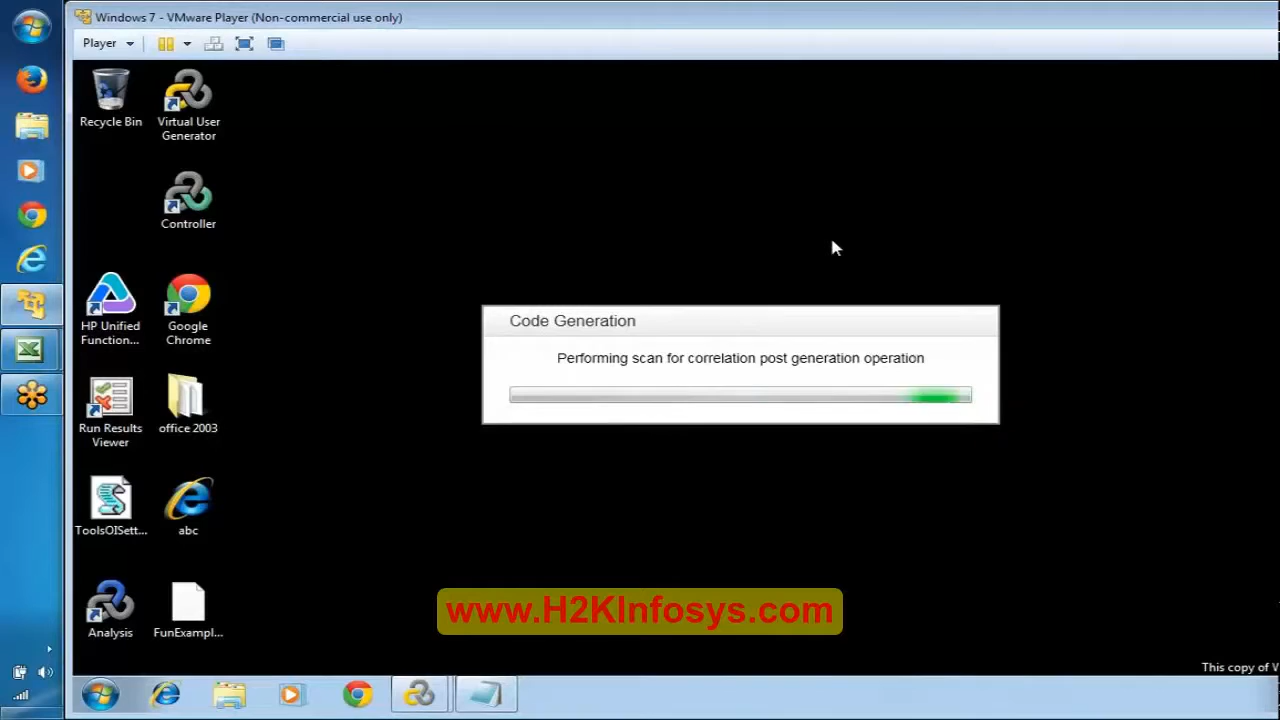 Windows 7 - VMware Player (Non-commercial use only)
Player
Recycle Bin
Virtual User
Generator
Controller
HP Unified
Function...
Google
Chrome
Code Generation
Performing scan for correlation post generation operation
Run Results
Viewer
office 2003
ToolsOISett...
abc
Analysis
FunExampl...
www.H2KInfosys.com
This copy of